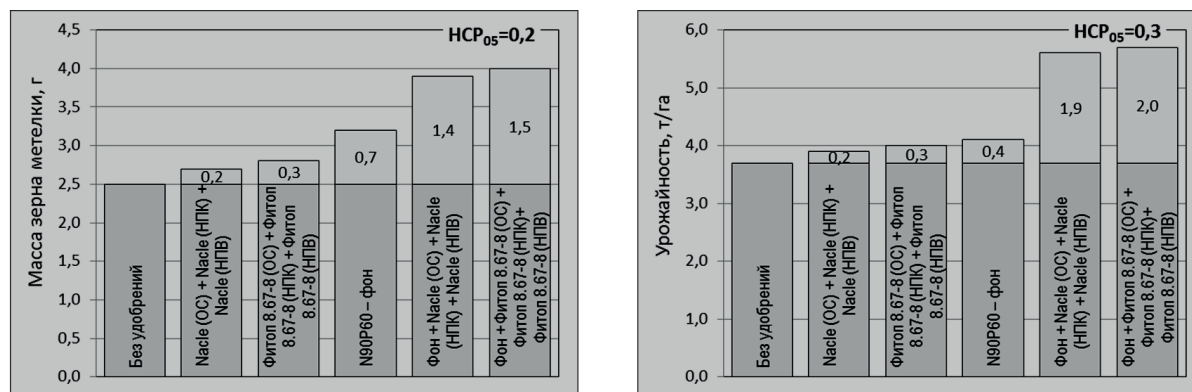 НСР05=0,2
Масса зерна метелки, г
4,5
4,0
3,5
3,0
2,5
2,0
1,5
1,0
0,5
0,0
0,2
0,3
0,7
1,4
1,5
Без удобрений
Nacle (ОС) + Nacle (НПК) +
Nacle (НПВ)
Фитоп 8.67-8 (ОС) + Фитоп
8.67-8 (НПК) + Фитоп
8.67-8 (НПВ)
N90P60 – фон
Фон + Nacle (ОС) + Nacle
(НПК) + Nacle (НПВ)
Фон + Фитоп 8.67-8 (ОС) +
Фитоп 8.67-8 (НПК)+
Фитоп 8.67-8 (НПВ)
НСР05=0,3
Урожайность, т/га
6,0
5,0
4,0
3,0
2,0
1,0
0,0
0,2
0,3
0,4
1,9
2,0
Без удобрений
Nacle (ОС) + Nacle (НПК) +
Nacle (НПВ)
Фитоп 8.67-8 (ОС) + Фитоп
8.67-8 (НПК) + Фитоп
8.67-8 (НПВ)
N90P60 – фон
Фон + Nacle (ОС) + Nacle
(НПК) + Nacle (НПВ)
Фон + Фитоп 8.67-8 (ОС) +
Фитоп 8.67-8 (НПК)+
Фитоп 8.67-8 (НПВ)